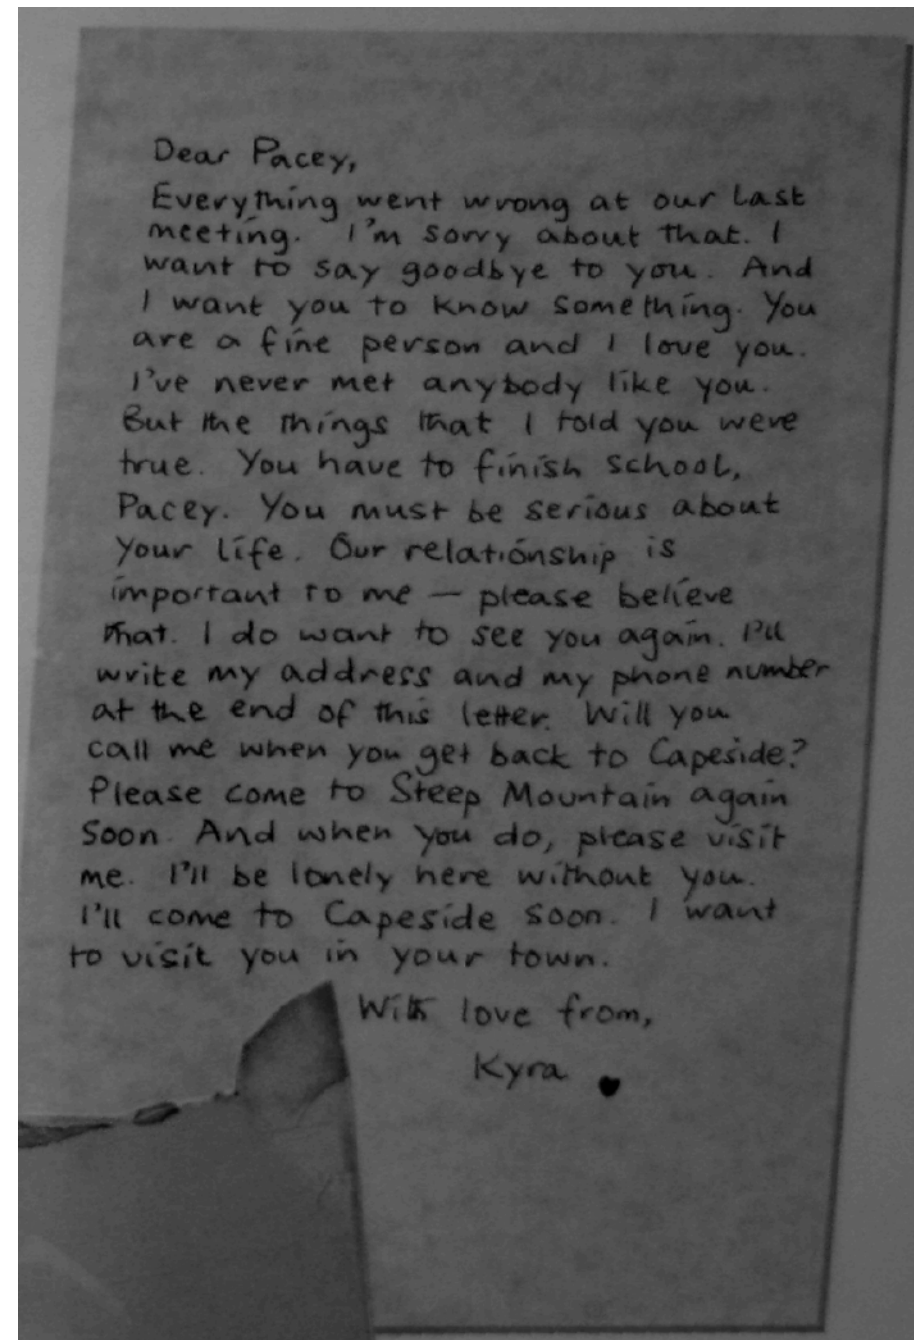 Dear Pacey,
Everything went wrong at our last
meeting. I'm sorry about that. I
want to say goodbye to you. And
I want you to know something. You
are a fine person and I love you.
I've never met anybody like you.
But the things that I told you were
true. You have to finish school,
Pacey. You must be serious about
your life. Our relationship is
important to me – please believe
that. I do want to see you again. I'll
write my address and my phone number
at the end of this letter. Will you
call me when you get back to Capeside?
Please come to Steep Mountain again
soon. And when you do, please visit
me. I'll be lonely here without you.
I'll come to Capeside soon. I want
to visit you in your town.
With love from,
Kyra